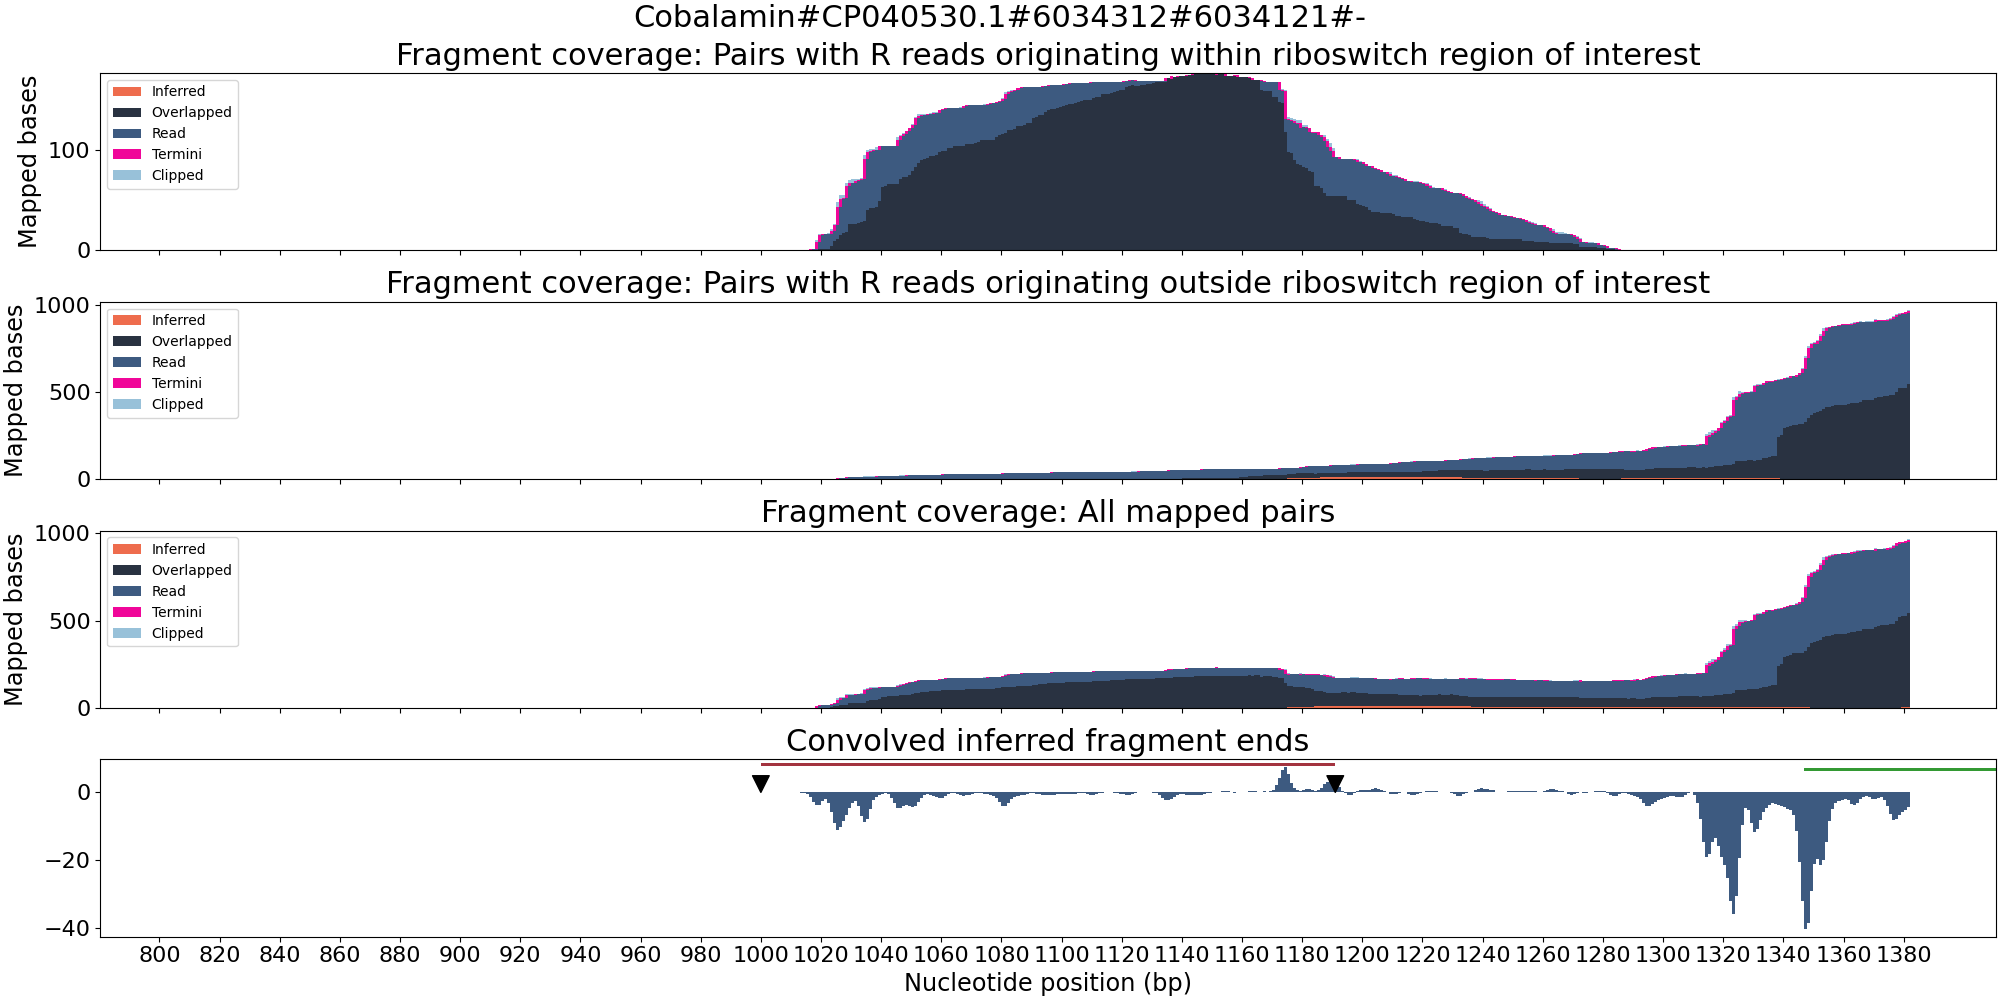 Cobalamin#CP040530.1#6034312#6034121#-
Fragment coverage: Pairs with R reads originating within riboswitch region of interest
Mapped bases
100
0
Inferred
Overlapped
Read
Termini
Clipped
Fragment coverage: Pairs with R reads originating outside riboswitch region of interest
Mapped bases
1000
500
0
Inferred
Overlapped
Read
Termini
Clipped
Fragment coverage: All mapped pairs
Mapped bases
1000
500
0
Inferred
Overlapped
Read
Termini
Clipped
Convolved inferred fragment ends
0
−20
−40
800 820 840 860 880 900 920 940 960 980 1000 1020 1040 1060 1080 1100 1120 1140 1160 1180 1200 1220 1240 1260 1280 1300 1320 1340 1360 1380
Nucleotide position (bp)